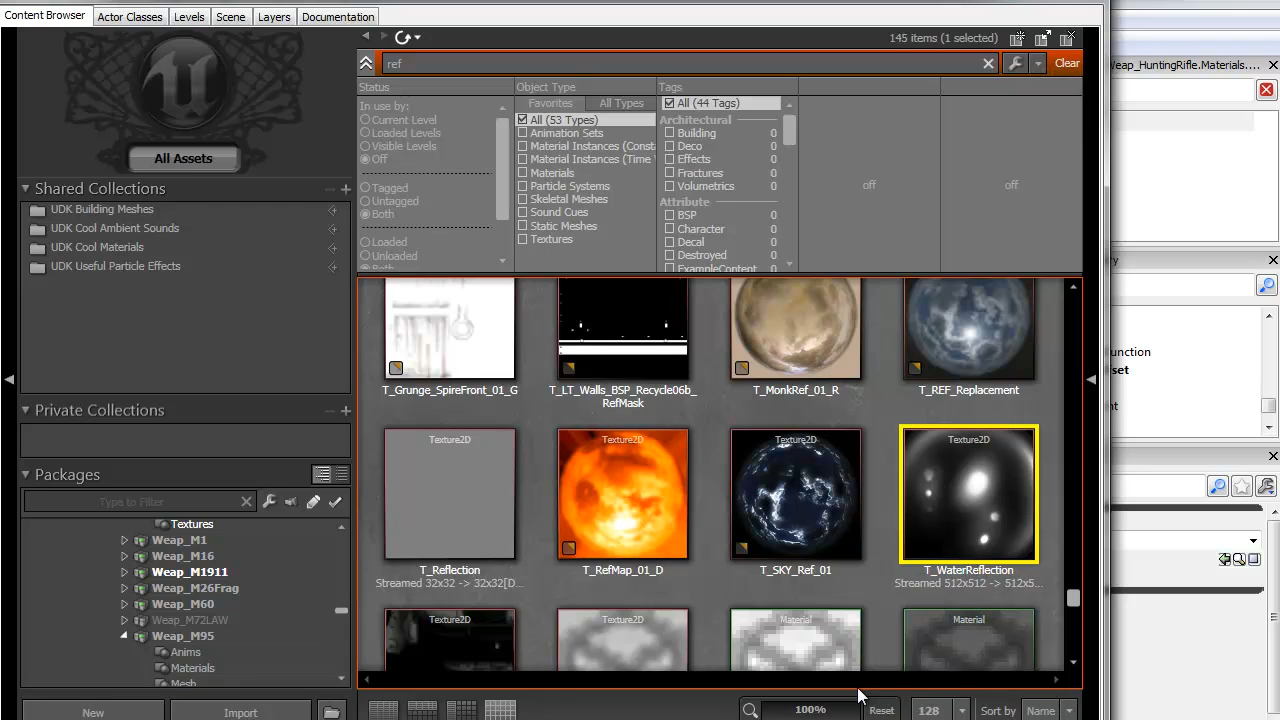 Content Browser
Actor Classes
Levels
Scene
Layers
Documentation
All Assets
Shared Collections
UDK Building Meshes
UDK Cool Ambient Sounds
UDK Cool Materials
UDK Useful Particle Effects
Private Collections
Packages
Type to Filter
Textures
Weap_M1
Weap_M16
Weap_M1911
Weap_M26Frag
Weap_M60
Weap_M72LAW
Weap_M95
Anims
Materials
Mesh
New
Import
145 items (1 selected)
ref
Clear
Status
In use by:
Current Level
Loaded Levels
Visible Levels
Off
Tagged
Untagged
Both
Loaded
Unloaded
Both
Object Type
Favorites
All Types
All (53 Types)
Animation Sets
Material Instances (Const
Material Instances (Time
Materials
Particle Systems
Skeletal Meshes
Sound Cues
Static Meshes
Textures
Tags
All (44 Tags)
Architectural
Building 0
Deco 0
Effects 0
Fractures 0
Volumetrics 0
Attribute
BSP 0
Character 0
Decal 0
Destroyed 0
ExampleContent 0
off
off
T_Grunge_SpireFront_01_G
T_LT_Walls_BSP_Recycle06b_
RefMask
T_MonkRef_01_R
T_REF_Replacement
Texture2D
Texture2D
Texture2D
Texture2D
T_Reflection
Streamed 32x32 -> 32x32[D...
T_RefMap_01_D
T_SKY_Ref_01
T_WaterReflection
Streamed 512x512 -> 512x5...
Texture2D
Texture2D
Material
Material
100%
Reset
128
Sort by
Name
Weap_HuntingRifle.Materials....
ry
unction
set
nt